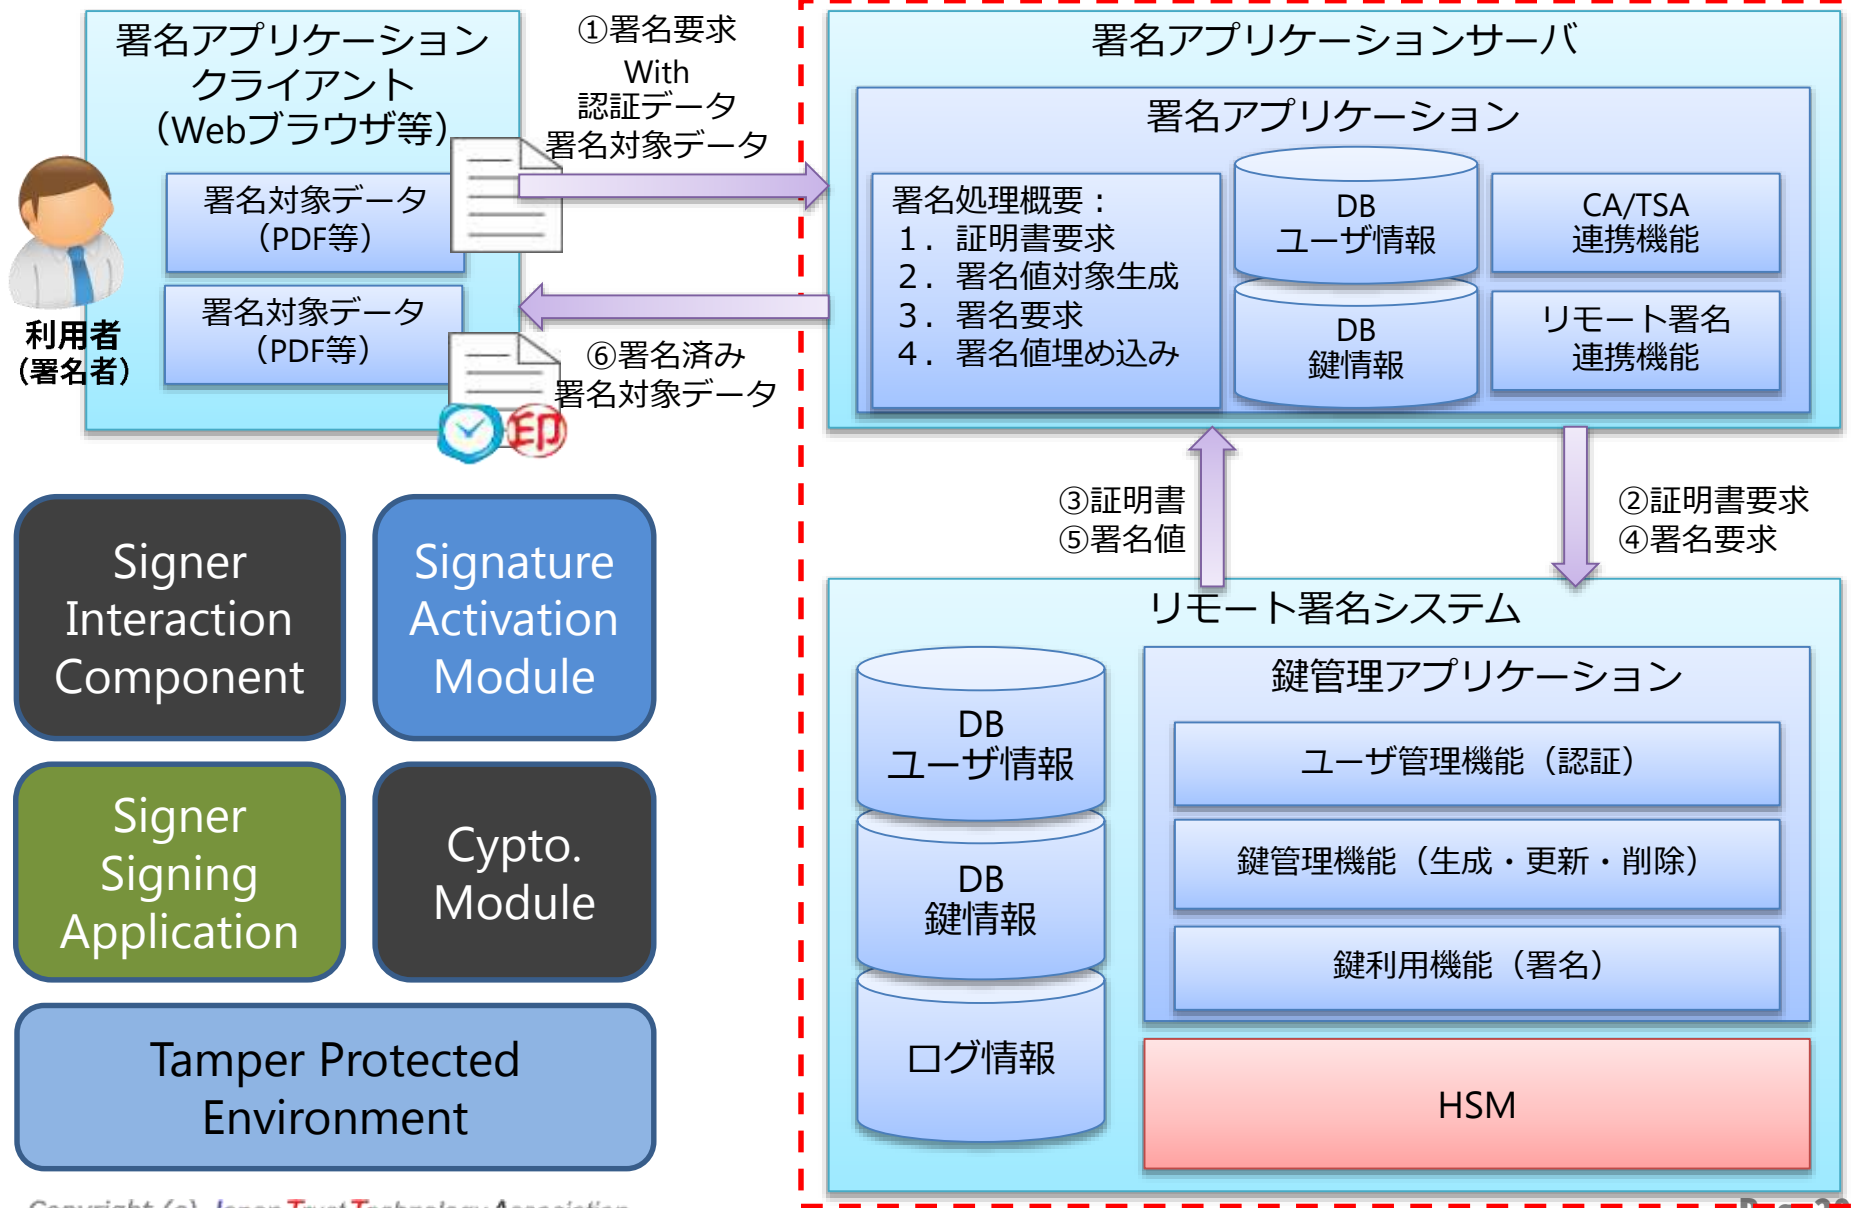 署名アプリケーション
クライアント
（Webブラウザ等）
署名対象データ
（PDF等）
署名対象データ
（PDF等）
利用者
（署名者）
①署名要求
With
認証データ
署名対象データ
⑥署名済み
署名対象データ
印
署名アプリケーションサーバ
署名アプリケーション
署名処理概要：
１．証明書要求
２．署名値対象生成
３．署名要求
４．署名値埋め込み
DB
ユーザ情報
DB
鍵情報
CA/TSA
連携機能
リモート署名
連携機能
③証明書
⑤署名値
②証明書要求
④署名要求
リモート署名システム
DB
ユーザ情報
DB
鍵情報
ログ情報
鍵管理アプリケーション
ユーザ管理機能（認証）
鍵管理機能（生成・更新・削除）
鍵利用機能（署名）
HSM
Signer
Interaction
Component
Signature
Activation
Module
Signer
Signing
Application
Cypto.
Module
Tamper Protected
Environment
Copyright (c) Japan Trust Technology Association